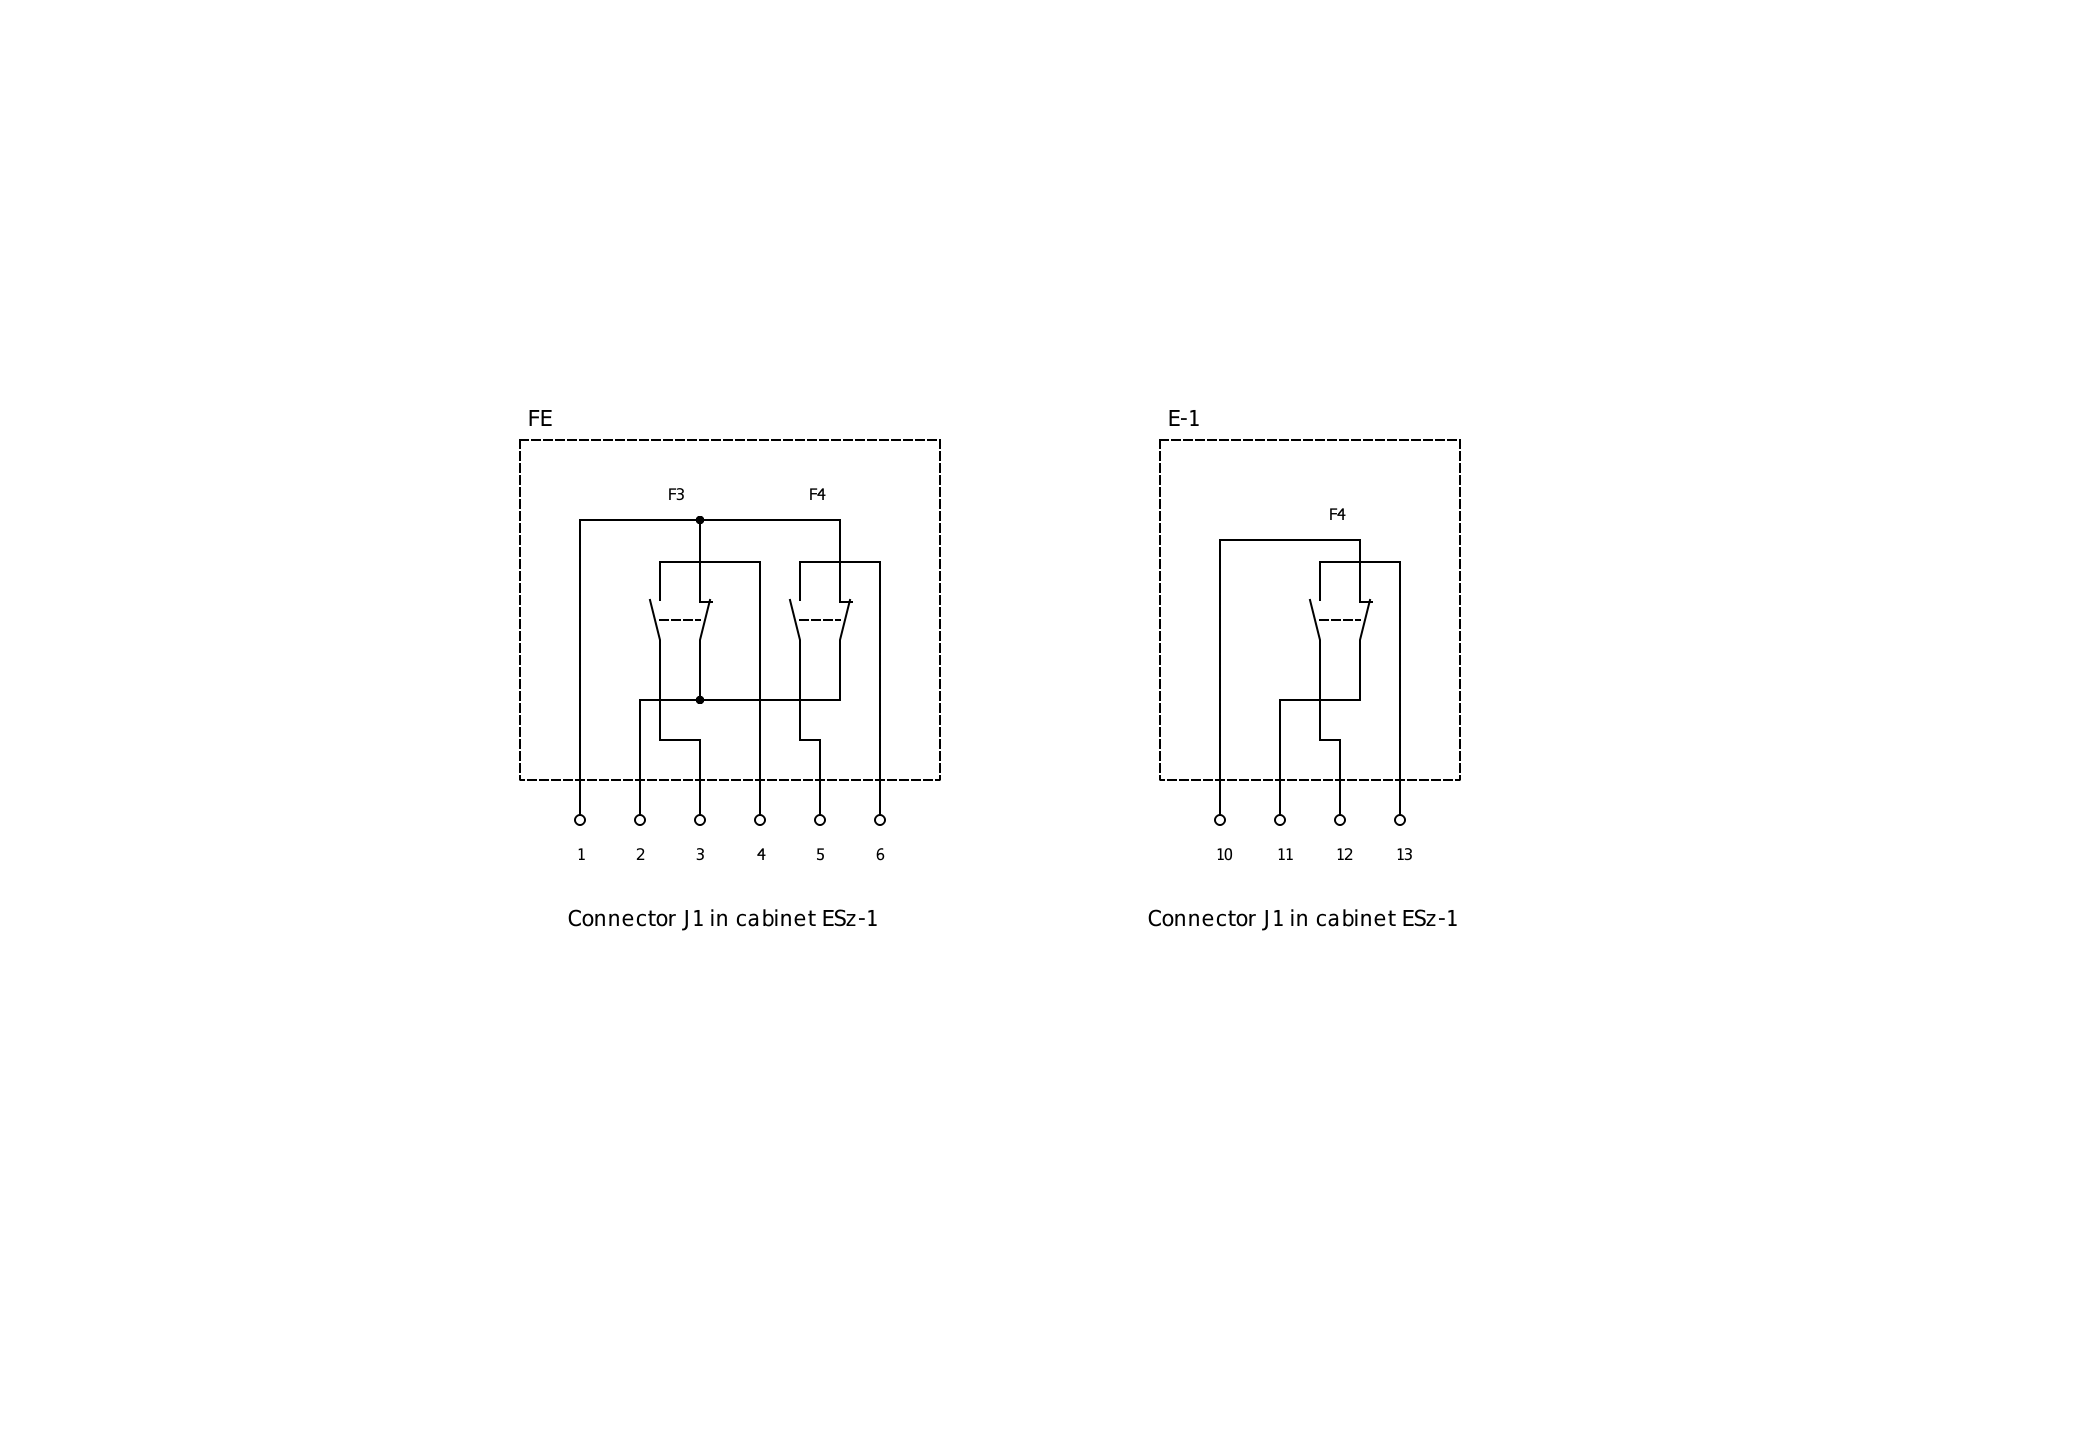 FE
F3 F4
1 2 3 4 5 6
Connector J1 in cabinet ESz-1
E-1
F4
10 11 12 13
Connector J1 in cabinet ESz-1